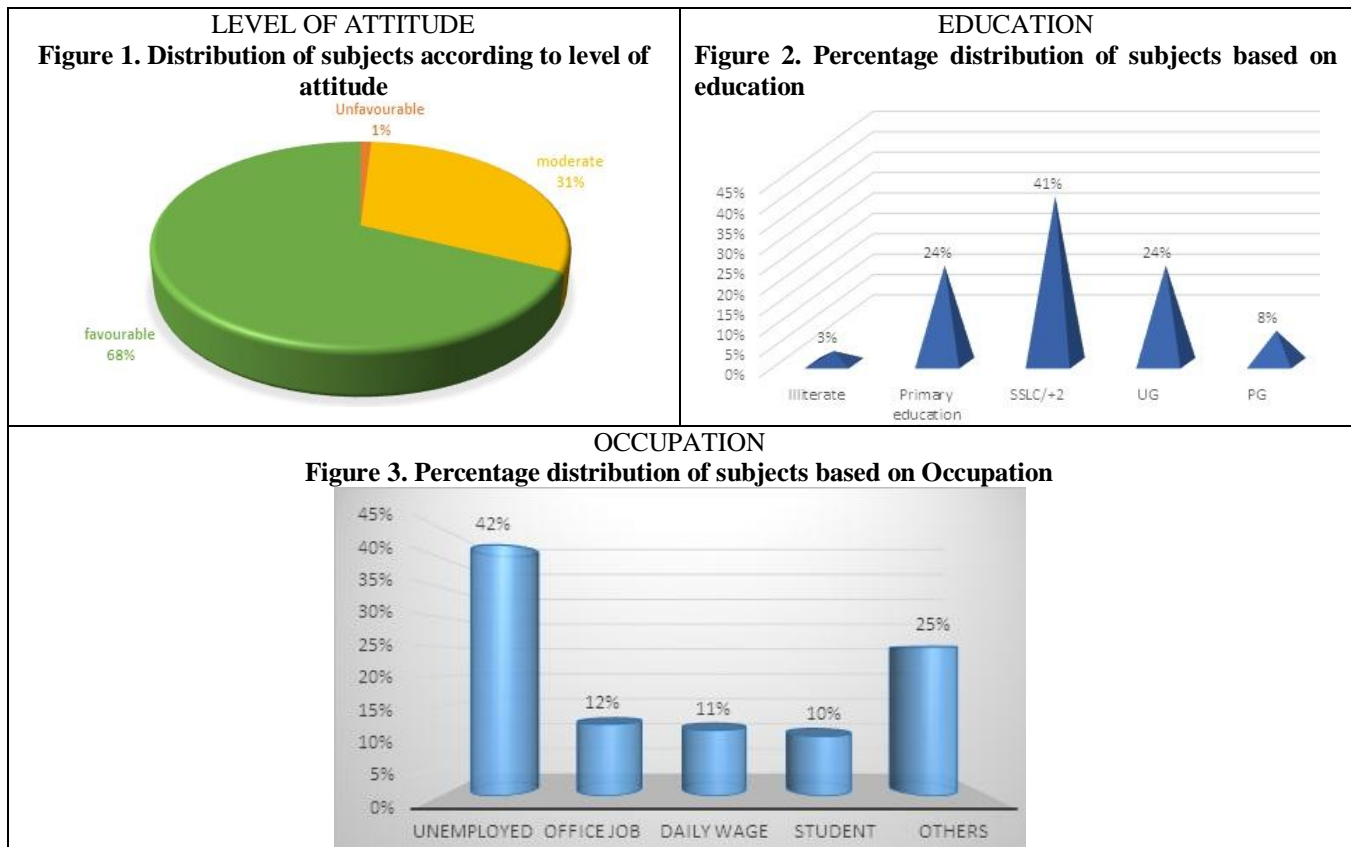 LEVEL OF ATTITUDE
Figure 1. Distribution of subjects according to level of
attitude
Unfavourable
1%
moderate
31%
favourable
68%
EDUCATION
Figure 2. Percentage distribution of subjects based on
education
45%
40%
35%
30%
25%
20%
15%
10%
5%
0%
3%
24%
41%
24%
8%
Illiterate
Primary
education
SSLC/+2
UG
PG
OCCUPATION
Figure 3. Percentage distribution of subjects based on Occupation
45%
40%
35%
30%
25%
20%
15%
10%
5%
0%
42%
12%
11%
10%
25%
UNEMPLOYED OFFICE JOB DAILY WAGE STUDENT OTHERS